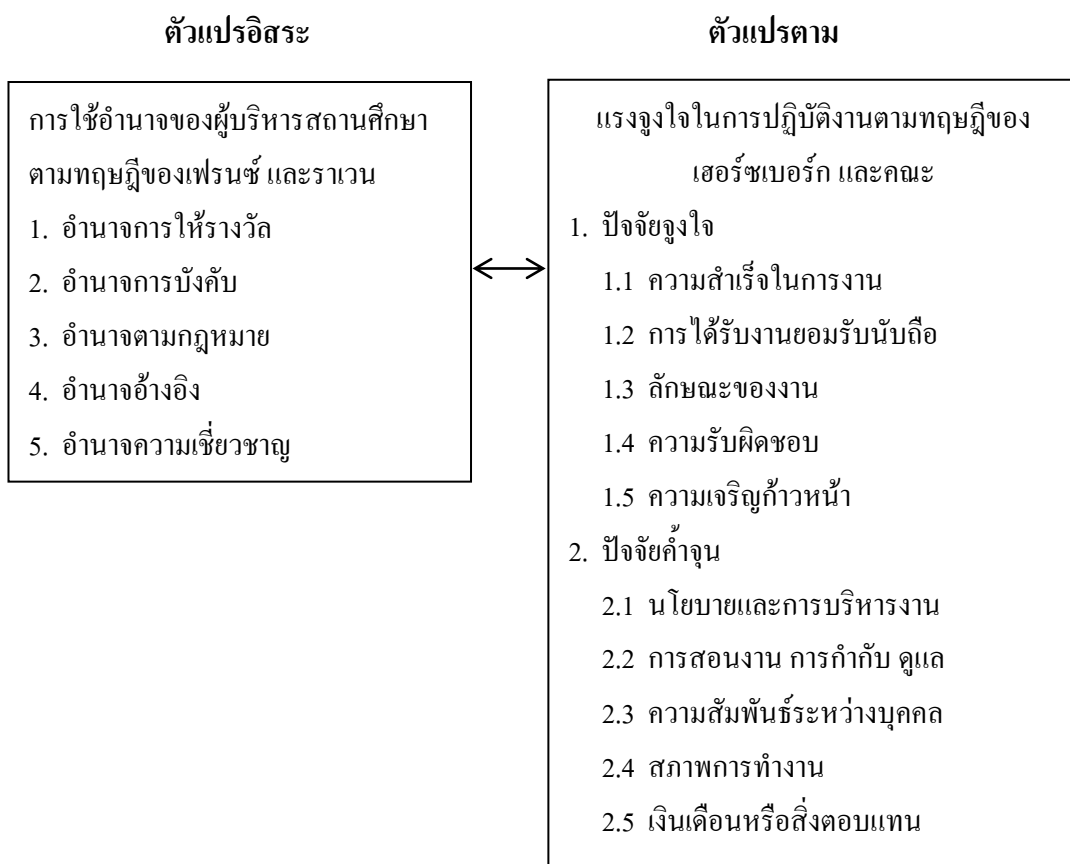 ตัวแปรอิสระ
การใช้อำนาจของผู้บริหารสถานศึกษา
ตามทฤษฎีของเฟรนซ์ และราเวน
1. อำนาจการให้รางวัล
2. อำนาจการบังคับ
3. อำนาจตามกฎหมาย
4. อำนาจอ้างอิง
5. อำนาจความเชี่ยวชาญ
ตัวแปรตาม
แรงจูงใจในการปฏิบัติงานตามทฤษฎีของ
เฮอร์ซเบอร์ก และคณะ
1. ปัจจัยจูงใจ
1.1 ความสำเร็จในการงาน
1.2 การได้รับงานยอมรับนับถือ
1.3 ลักษณะของงาน
1.4 ความรับผิดชอบ
1.5 ความเจริญก้าวหน้า
2. ปัจจัยค้ำจุน
2.1 นโยบายและการบริหารงาน
2.2 การสอนงาน การกำกับ ดูแล
2.3 ความสัมพันธ์ระหว่างบุคคล
2.4 สภาพการทำงาน
2.5 เงินเดือนหรือสิ่งตอบแทน